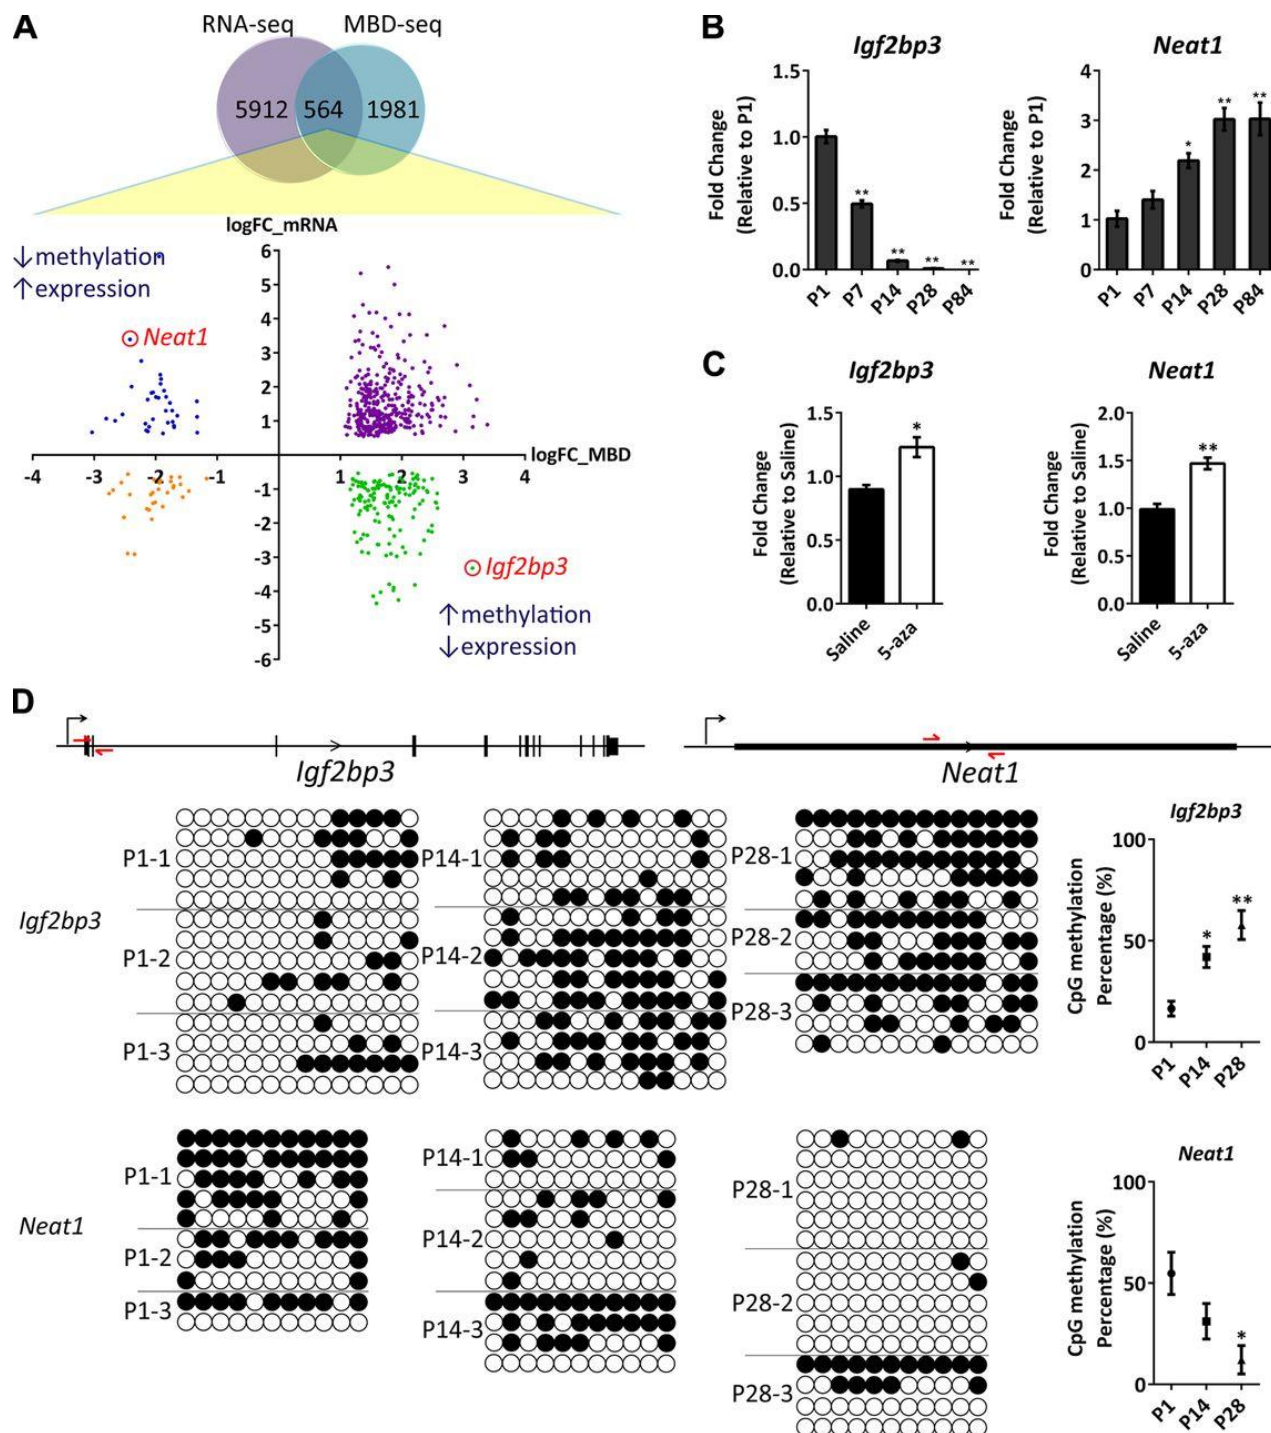 A
RNA-seq MBD-seq
5912 564 1981
logFC_mRNA
↓methylation
↑expression
Neat1
6
5
4
3
2
1
-4 -3 -2 -1 1 2 3 4
logFC_MBD
-1
-2
-3
-4
-5
-6
Igf2bp3
↑methylation
↓expression
B
Igf2bp3
Fold Change
(Relative to P1)
1.5
1.0
0.5
0.0
** ** ** **
P1 P7 P14 P28 P84
Neat1
Fold Change
(Relative to P1)
4
3
2
1
0
* ** **
P1 P7 P14 P28 P84
C
Igf2bp3
Fold Change
(Relative to Saline)
1.5
1.0
0.5
0.0
*
Saline 5-aza
Neat1
Fold Change
(Relative to Saline)
2.0
1.5
1.0
0.5
0.0
**
Saline 5-aza
D
Igf2bp3 Neat1
Igf2bp3
P1-1
P1-2
P1-3
P14-1
P14-2
P14-3
P28-1
P28-2
P28-3
Igf2bp3
CpG methylation
Percentage (%)
100
50
0
* **
P1 P14 P28
Neat1
P1-1
P1-2
P1-3
P14-1
P14-2
P14-3
P28-1
P28-2
P28-3
Neat1
CpG methylation
Percentage (%)
100
50
0
*
P1 P14 P28